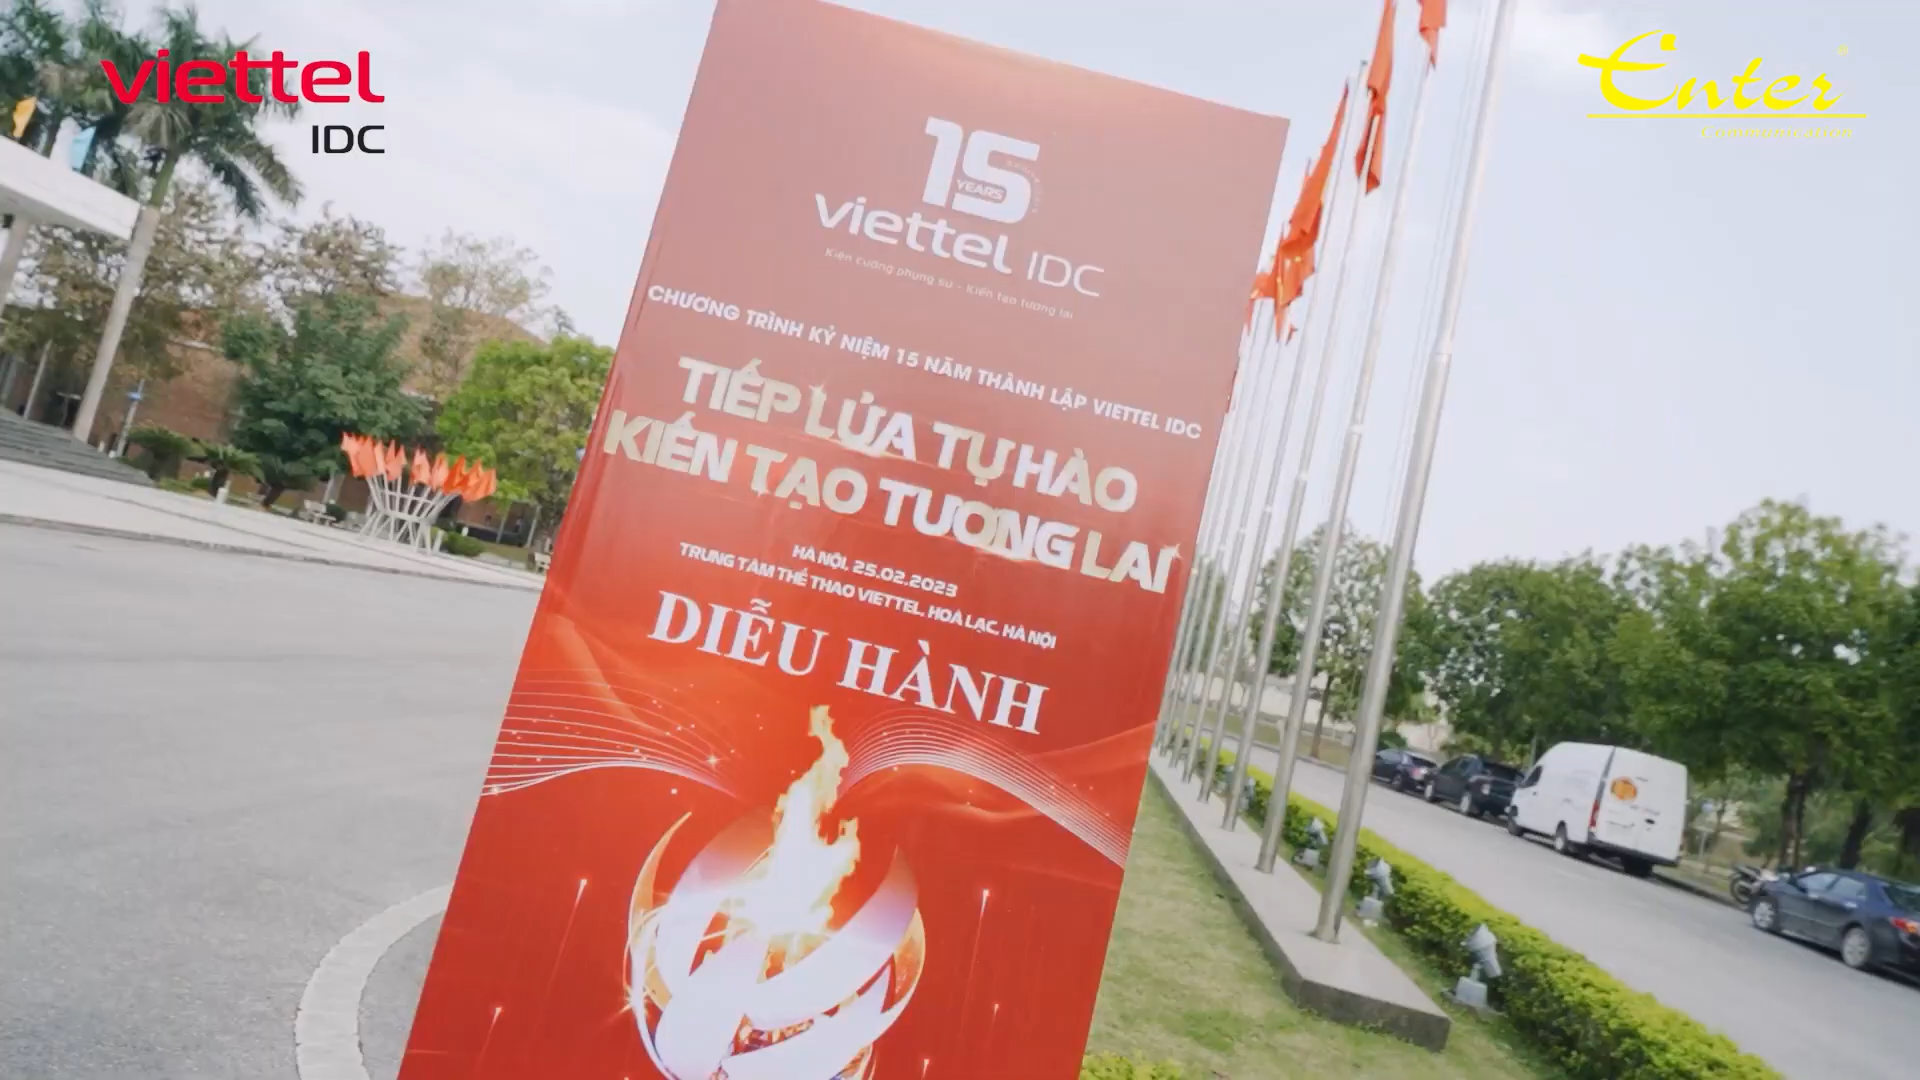 viettel
IDC
Enter
Communication
15
YEARS
viettel IDC
Kiên cường phụng sự - Kiến tạo tương lai
CHƯƠNG TRÌNH KỶ NIỆM 15 NĂM THÀNH LẬP VIETTEL IDC
TIẾP LỬA TỰ HÀO
KIẾN TẠO TƯƠNG LAI
HÀ NỘI, 25.02.2023
TRUNG TÂM THỂ THAO VIETTEL, HOÀ LẠC, HÀ NỘI
DIỄU HÀNH